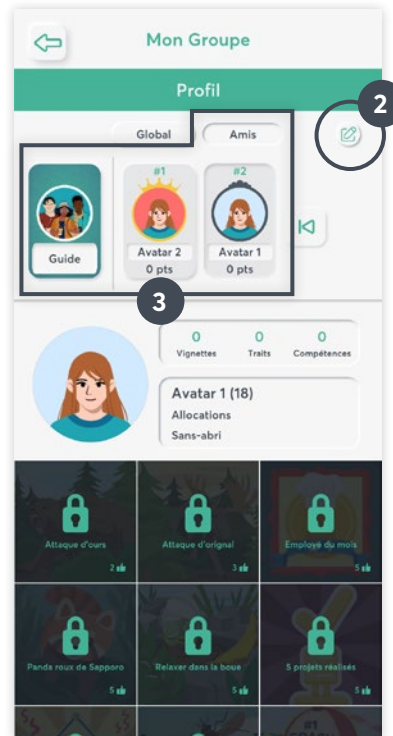 Mon Groupe
Profil
2
Global
Amis
#1
#2
Guide
Avatar 2
Avatar 1
0 pts
0 pts
3
0
0
0
Vignettes
Traits
Compétences
Avatar 1 (18)
Allocations
Sans-abri
Attaque d'ours
Attaque d'orignal
Employé du mois
2
3
5
Panda roux de Sapporo
Relaxer dans la boue
5 projets réalisés
5
5
5
#1